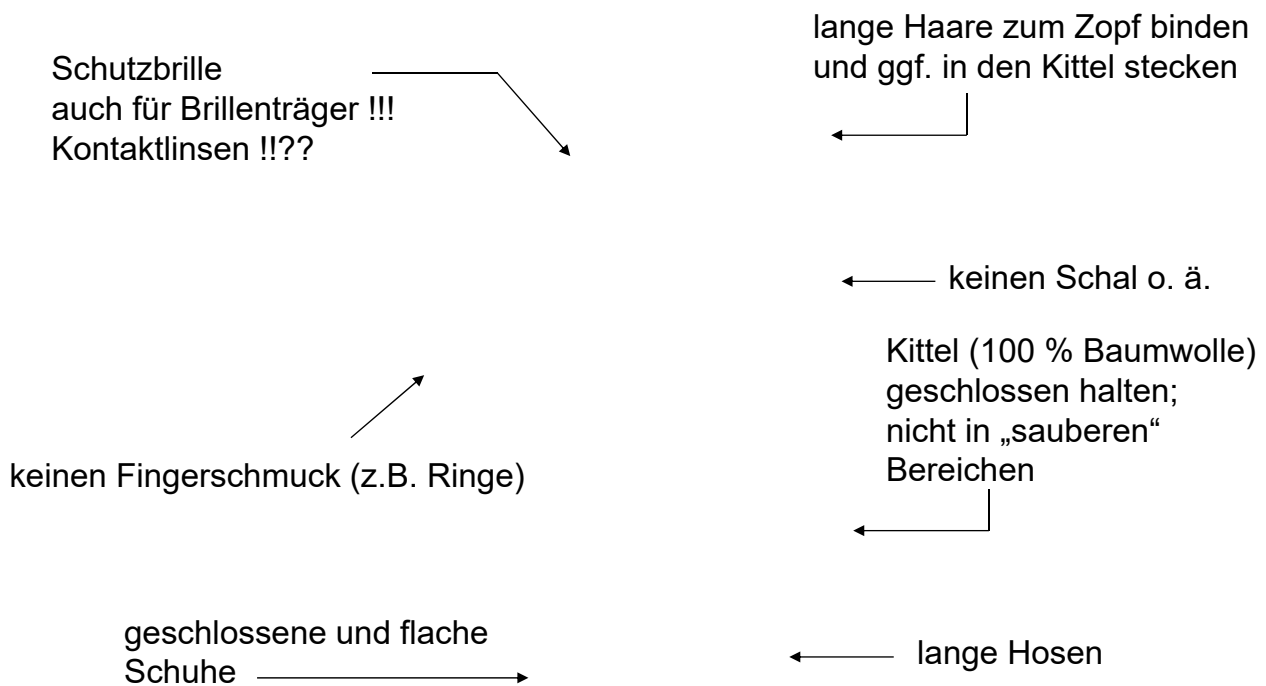 Schutzbrille
auch für Brillenträger !!!
Kontaktlinsen !!??
lange Haare zum Zopf binden
und ggf. in den Kittel stecken
keinen Schal o. ä.
Kittel (100 % Baumwolle)
geschlossen halten;
nicht in „sauberen“
Bereichen
keinen Fingerschmuck (z.B. Ringe)
geschlossene und flache
Schuhe
lange Hosen